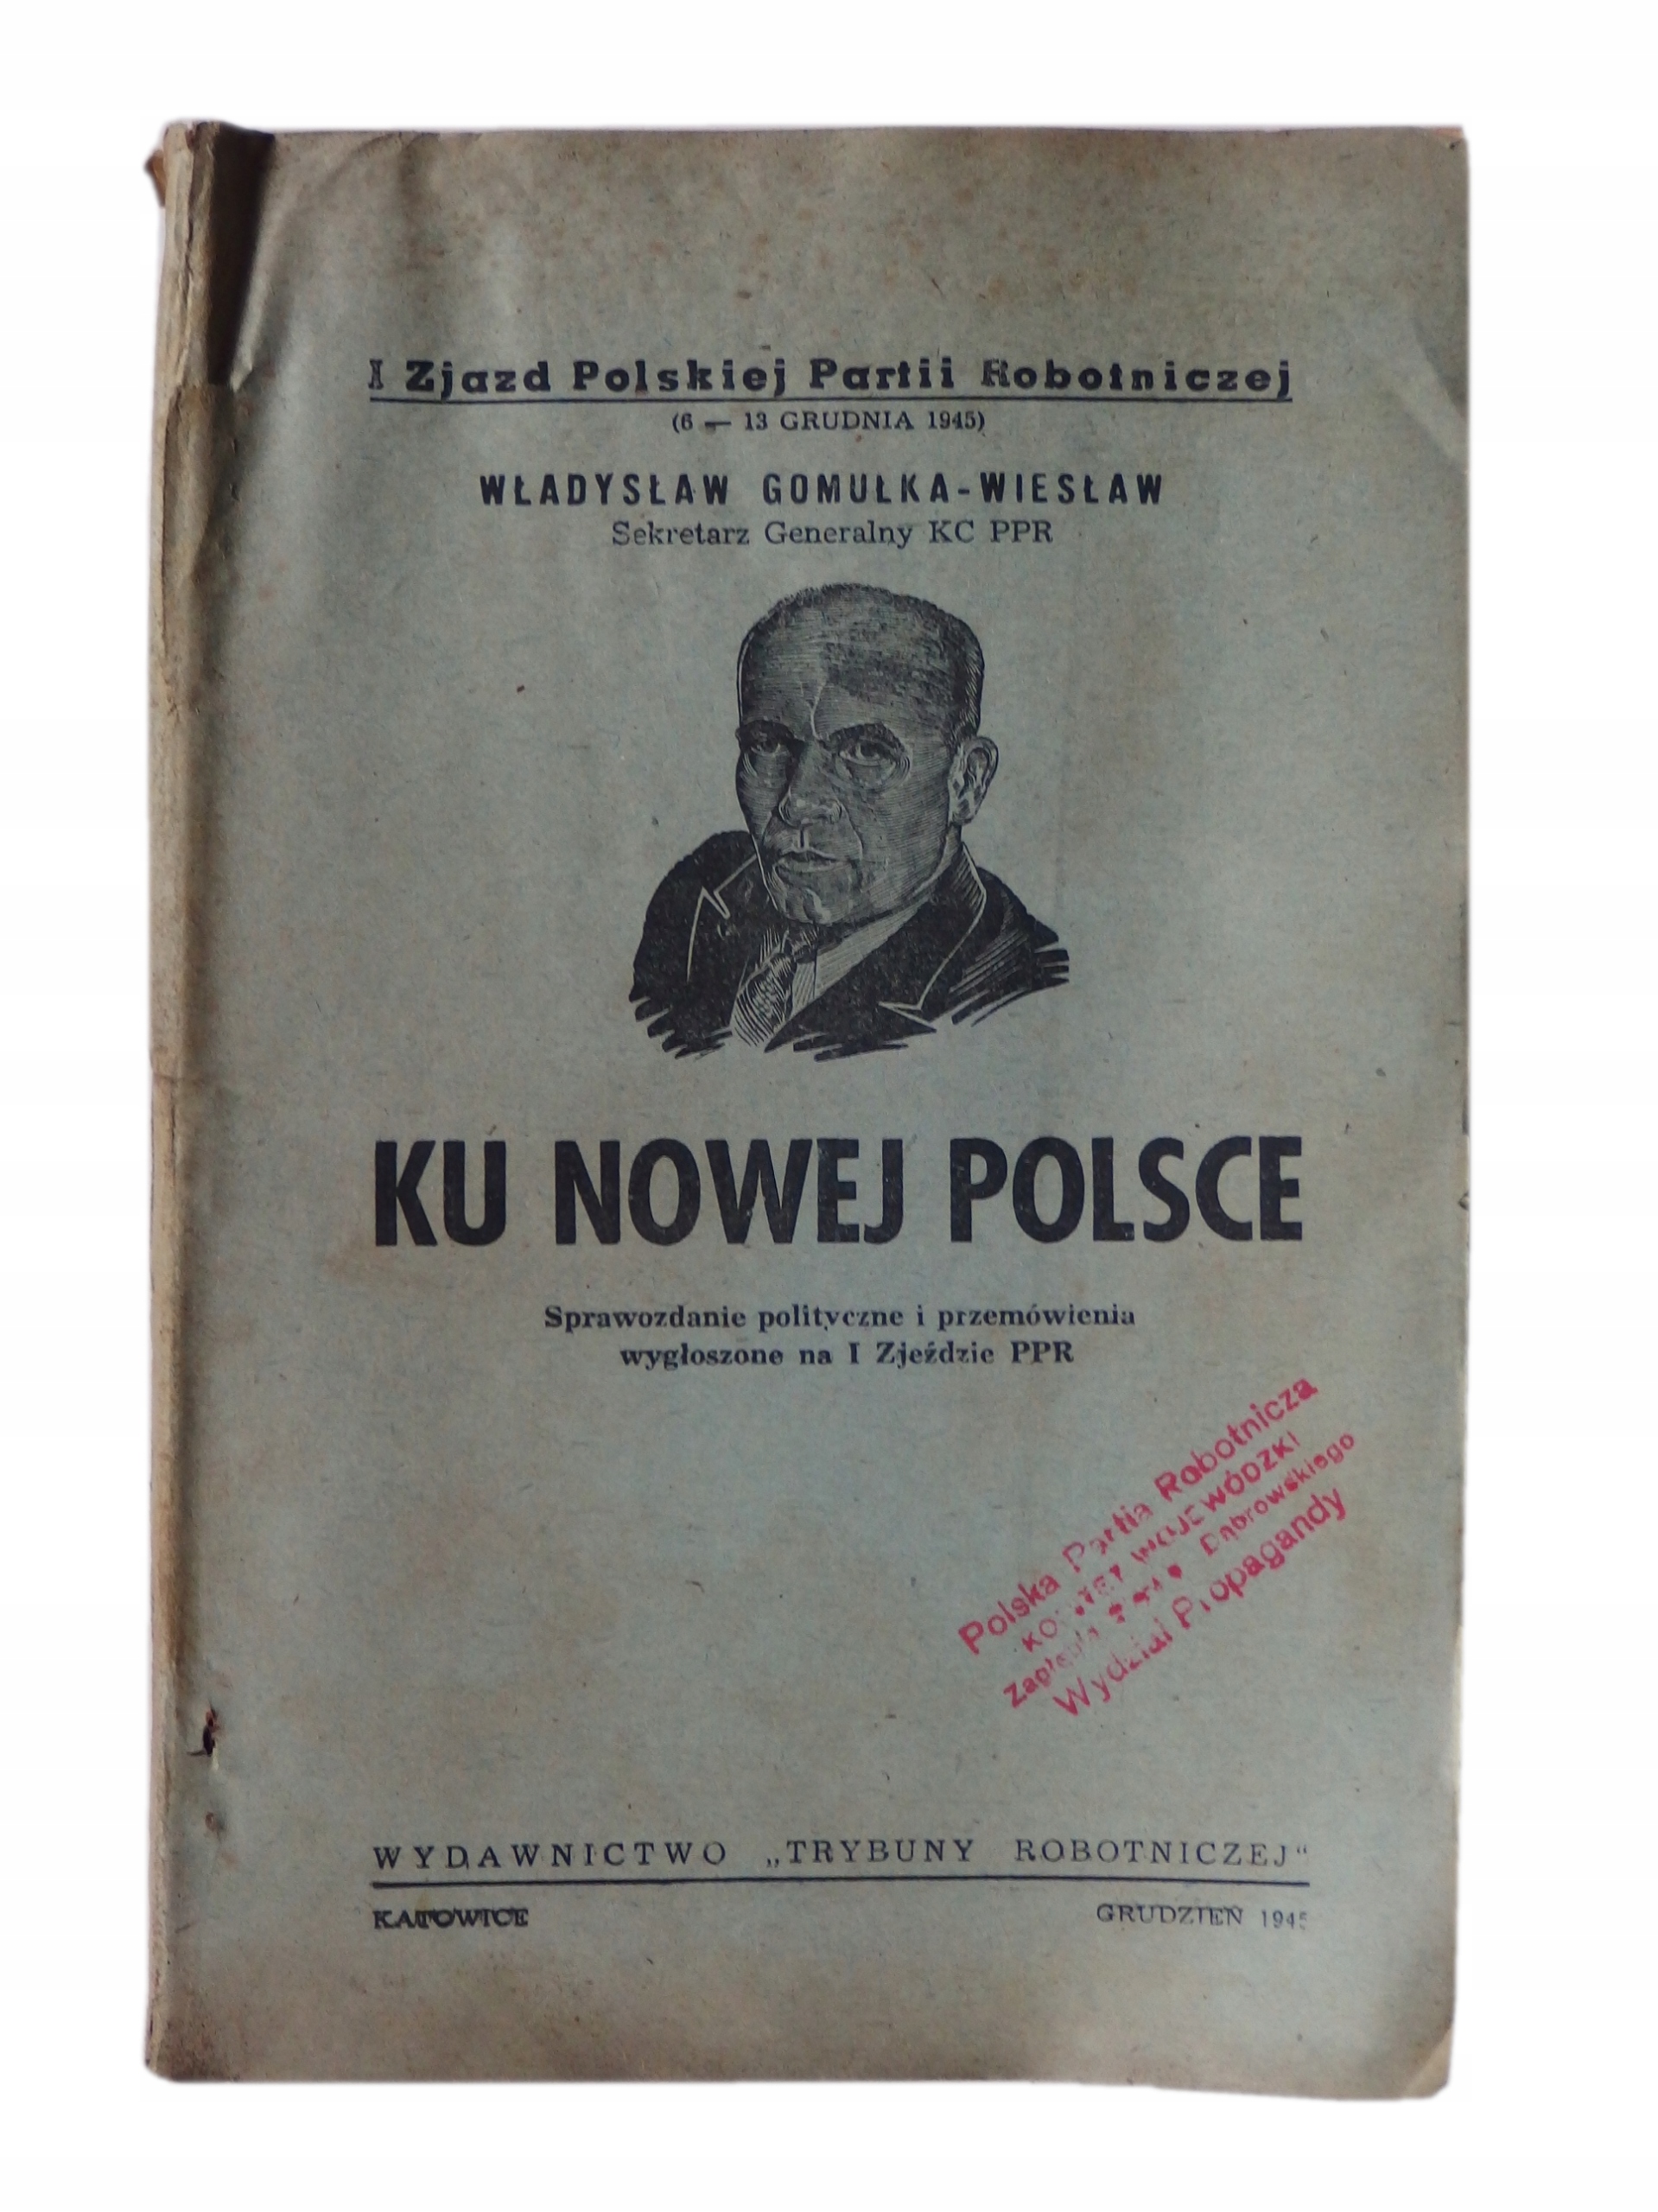 I Zjazd Polskiej Partii Robotniczej
(6 — 13 GRUDNIA 1945)
WŁADYSŁAW GOMUŁKA-WIESŁAW
Sekretarz Generalny KC PPR
KU NOWEJ POLSCE
Sprawozdanie polityczne i przemówienia
wygłoszone na I Zjeździe PPR
Polska Partia Robotnicza
KOMITET WOJEWÓDZKI
Zagłębia Dąbrowskiego
Wydział Propagandy
WYDAWNICTWO „TRYBUNY ROBOTNICZEJ“
KATOWICE
GRUDZIEŃ 1945